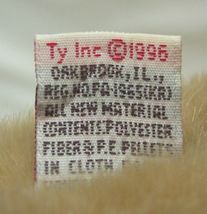 Ty Inc ©1996
OAKBROOK, IL.,
REG.NO.PA-1965(KR)
ALL NEW MATERIAL
CONTENTS:POLYESTER
FIBER & P.E. PELLETS
IN CLOTH